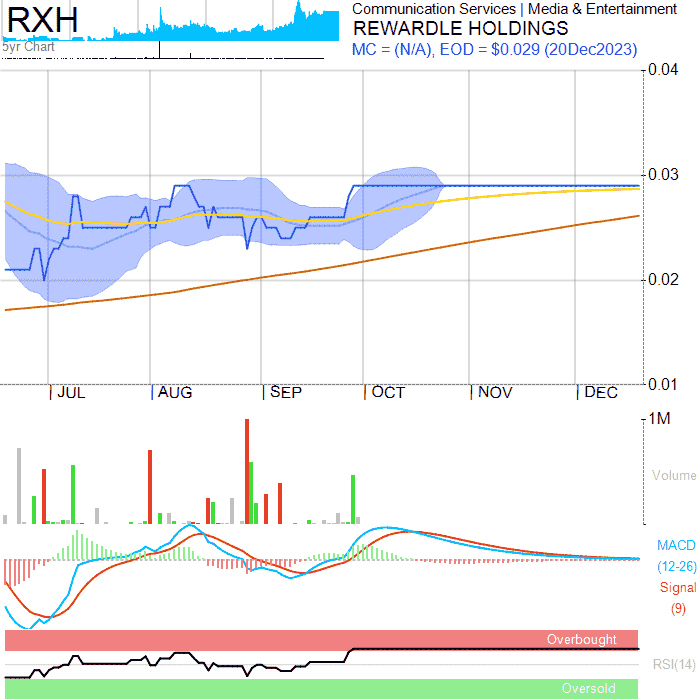 RXH
5yr Chart
Communication Services | Media & Entertainment
REWARDLE HOLDINGS
MC = (N/A), EOD = $0.029 (20Dec2023)
0.04
0.03
0.02
0.01
JUL
AUG
SEP
OCT
NOV
DEC
1M
Volume
MACD
(12-26)
Signal
(9)
Overbought
RSI(14)
Oversold